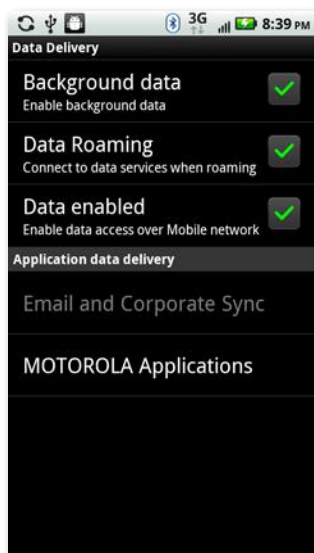 3G 8:39 PM
Data Delivery
Background data
Enable background data
Data Roaming
Connect to data services when roaming
Data enabled
Enable data access over Mobile network
Application data delivery
Email and Corporate Sync
MOTOROLA Applications